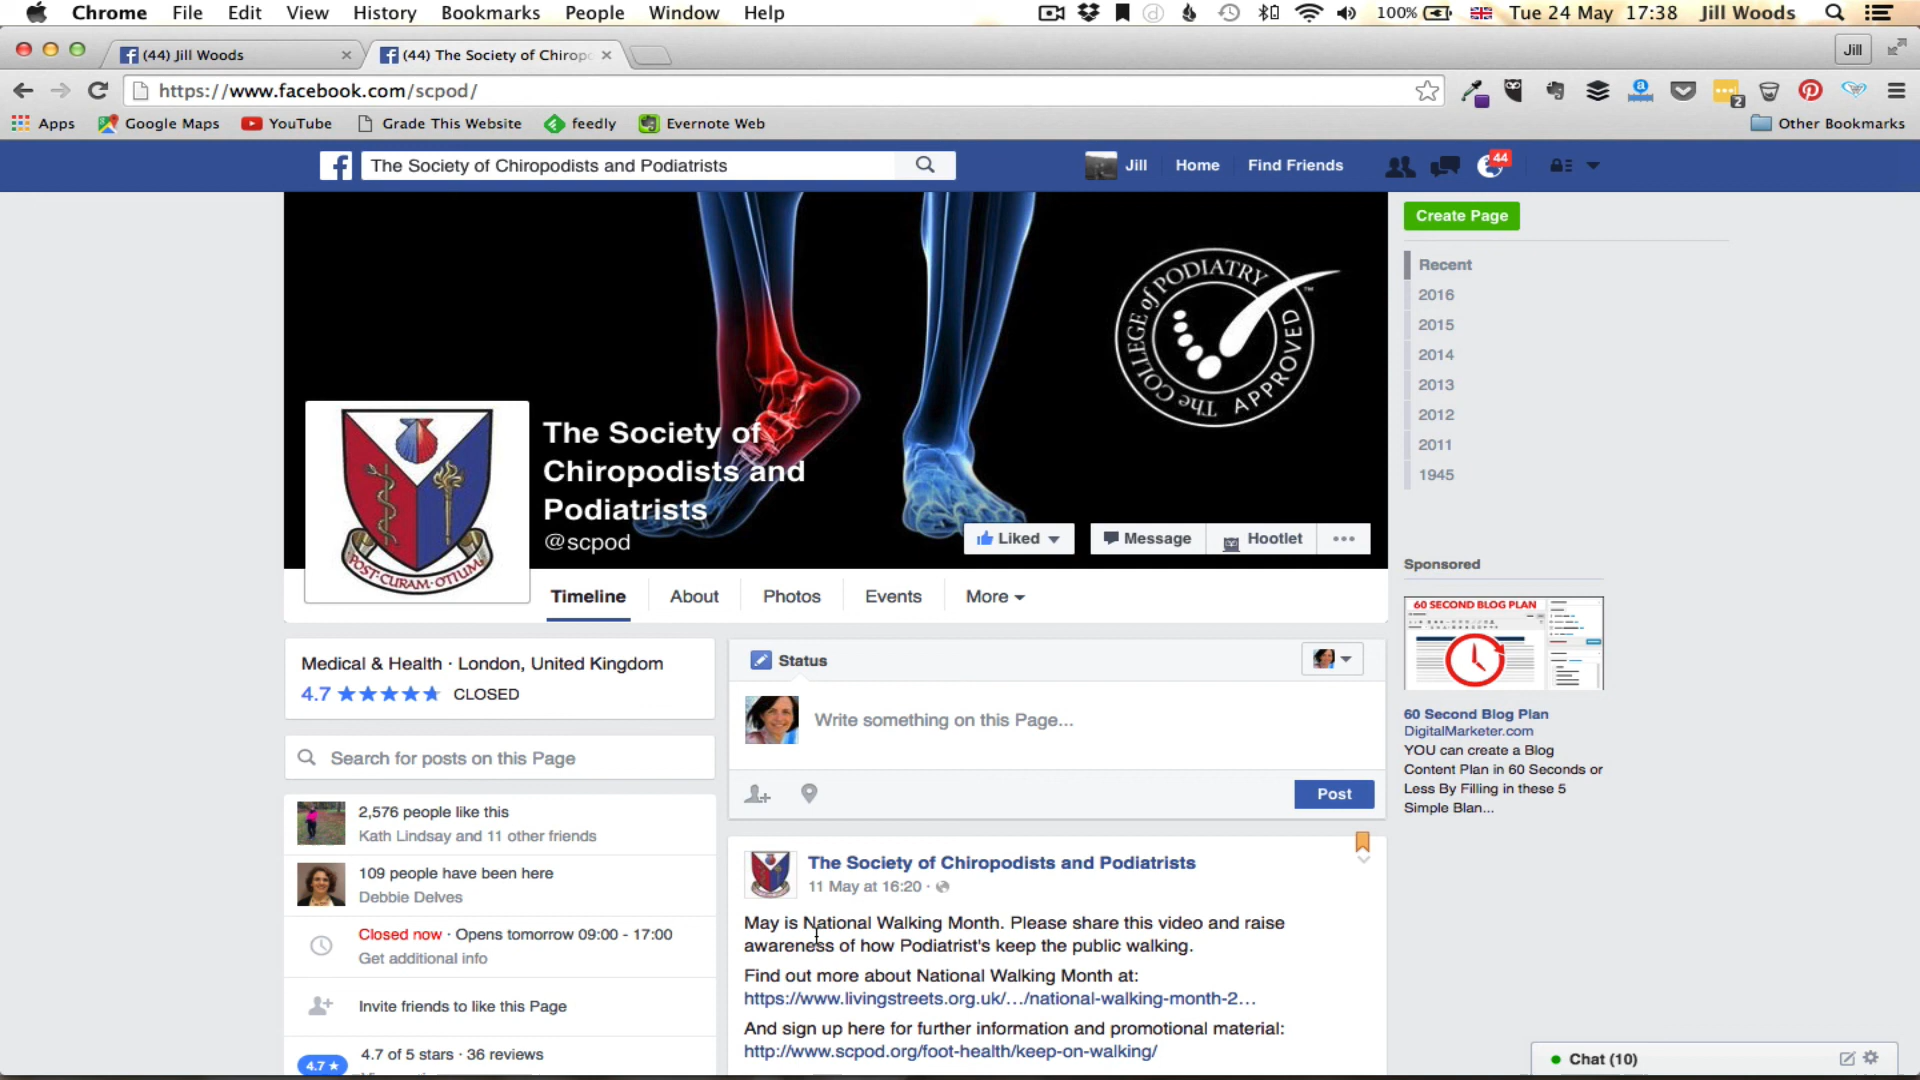 Chrome File Edit View History Bookmarks People Window Help 100% Tue 24 May 17:38 Jill Woods
(44) Jill Woods (44) The Society of Chirop Jill
https://www.facebook.com/scpod/ 2
Apps Google Maps YouTube Grade This Website feedly Evernote Web Other Bookmarks
The Society of Chiropodists and Podiatrists Jill Home Find Friends 44
Create Page
Recent
2016
2015
2014
2013
2012
2011
1945
The COLLEGE of PODIATRY APPROVED TM
The Society of
Chiropodists and
Podiatrists
@scpod
POST·CURAM·OTIUM
Liked Message Hootlet
Timeline About Photos Events More
Sponsored
60 SECOND BLOG PLAN
60 Second Blog Plan
DigitalMarketer.com
YOU can create a Blog
Content Plan in 60 Seconds or
Less By Filling in these 5
Simple Blan...
Medical & Health · London, United Kingdom
4.7 CLOSED
Search for posts on this Page
2,576 people like this
Kath Lindsay and 11 other friends
109 people have been here
Debbie Delves
Closed now · Opens tomorrow 09:00 - 17:00
Get additional info
Invite friends to like this Page
4.7 4.7 of 5 stars · 36 reviews
Status
Write something on this Page...
Post
The Society of Chiropodists and Podiatrists
11 May at 16:20 ·
May is National Walking Month. Please share this video and raise
awareness of how Podiatrist's keep the public walking.
Find out more about National Walking Month at:
https://www.livingstreets.org.uk/…/national-walking-month-2…
And sign up here for further information and promotional material:
http://www.scpod.org/foot-health/keep-on-walking/
Chat (10)